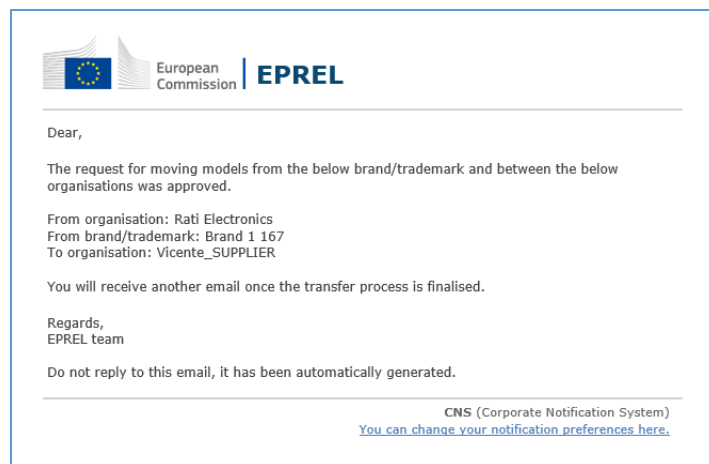 European
Commission
EPREL
Dear,
The request for moving models from the below brand/trademark and between the below
organisations was approved.
From organisation: Rati Electronics
From brand/trademark: Brand 1 167
To organisation: Vicente_SUPPLIER
You will receive another email once the transfer process is finalised.
Regards,
EPREL team
Do not reply to this email, it has been automatically generated.
CNS (Corporate Notification System)
You can change your notification preferences here.